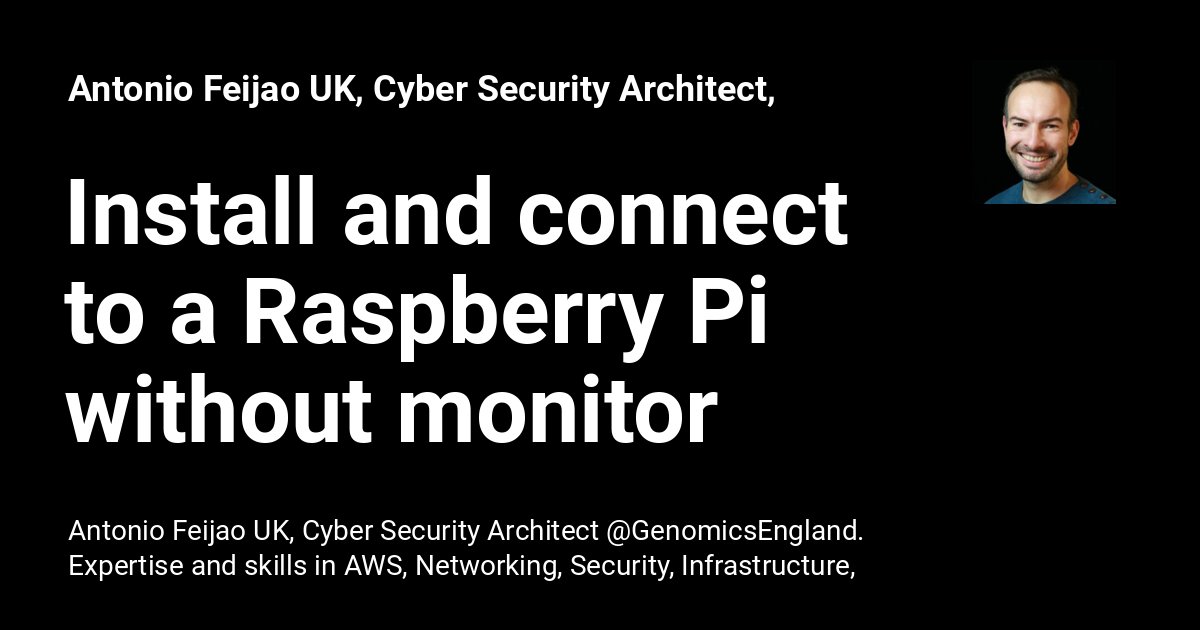 Antonio Feijao UK, Cyber Security Architect,
Install and connect
to a Raspberry Pi
without monitor
Antonio Feijao UK, Cyber Security Architect @GenomicsEngland.
Expertise and skills in AWS, Networking, Security, Infrastructure,